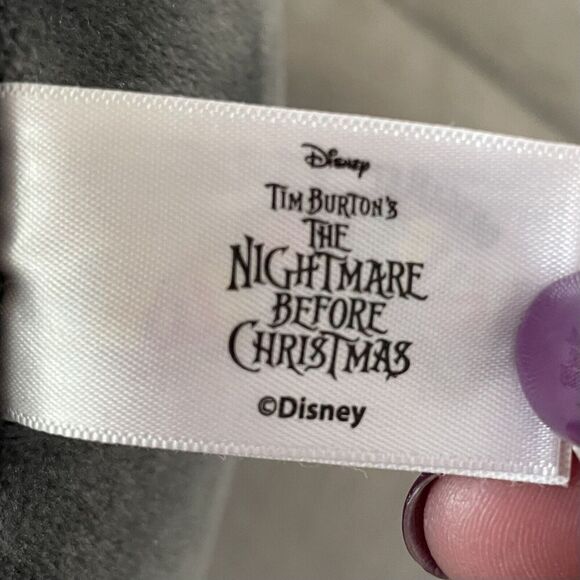 Disney
TIM BURTON'S
THE
NIGHTMARE
BEFORE
CHRISTMAS
©Disney